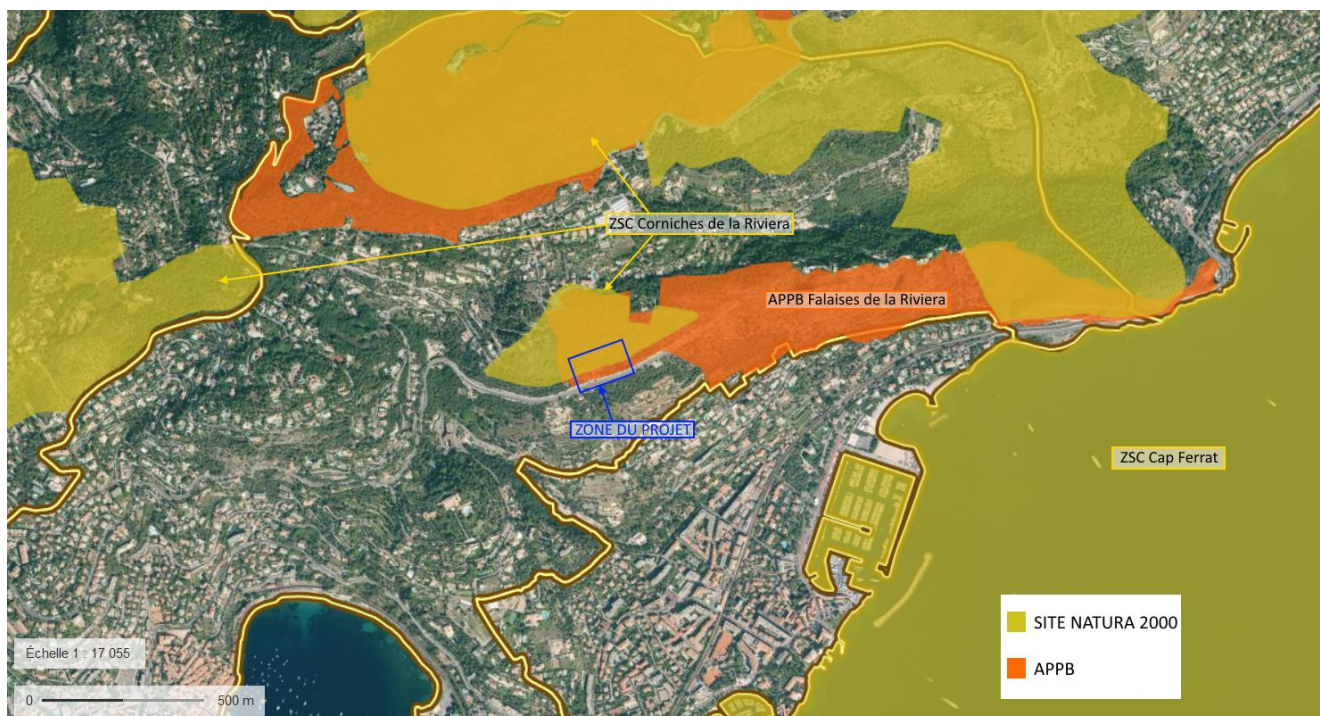 ZSC Corniches de la Riviera
APPB Falaises de la Riviera
ZONE DU PROJET
ZSC Cap Ferrat
SITE NATURA 2000
APPB
Échelle 1 : 17 055
0 500 m